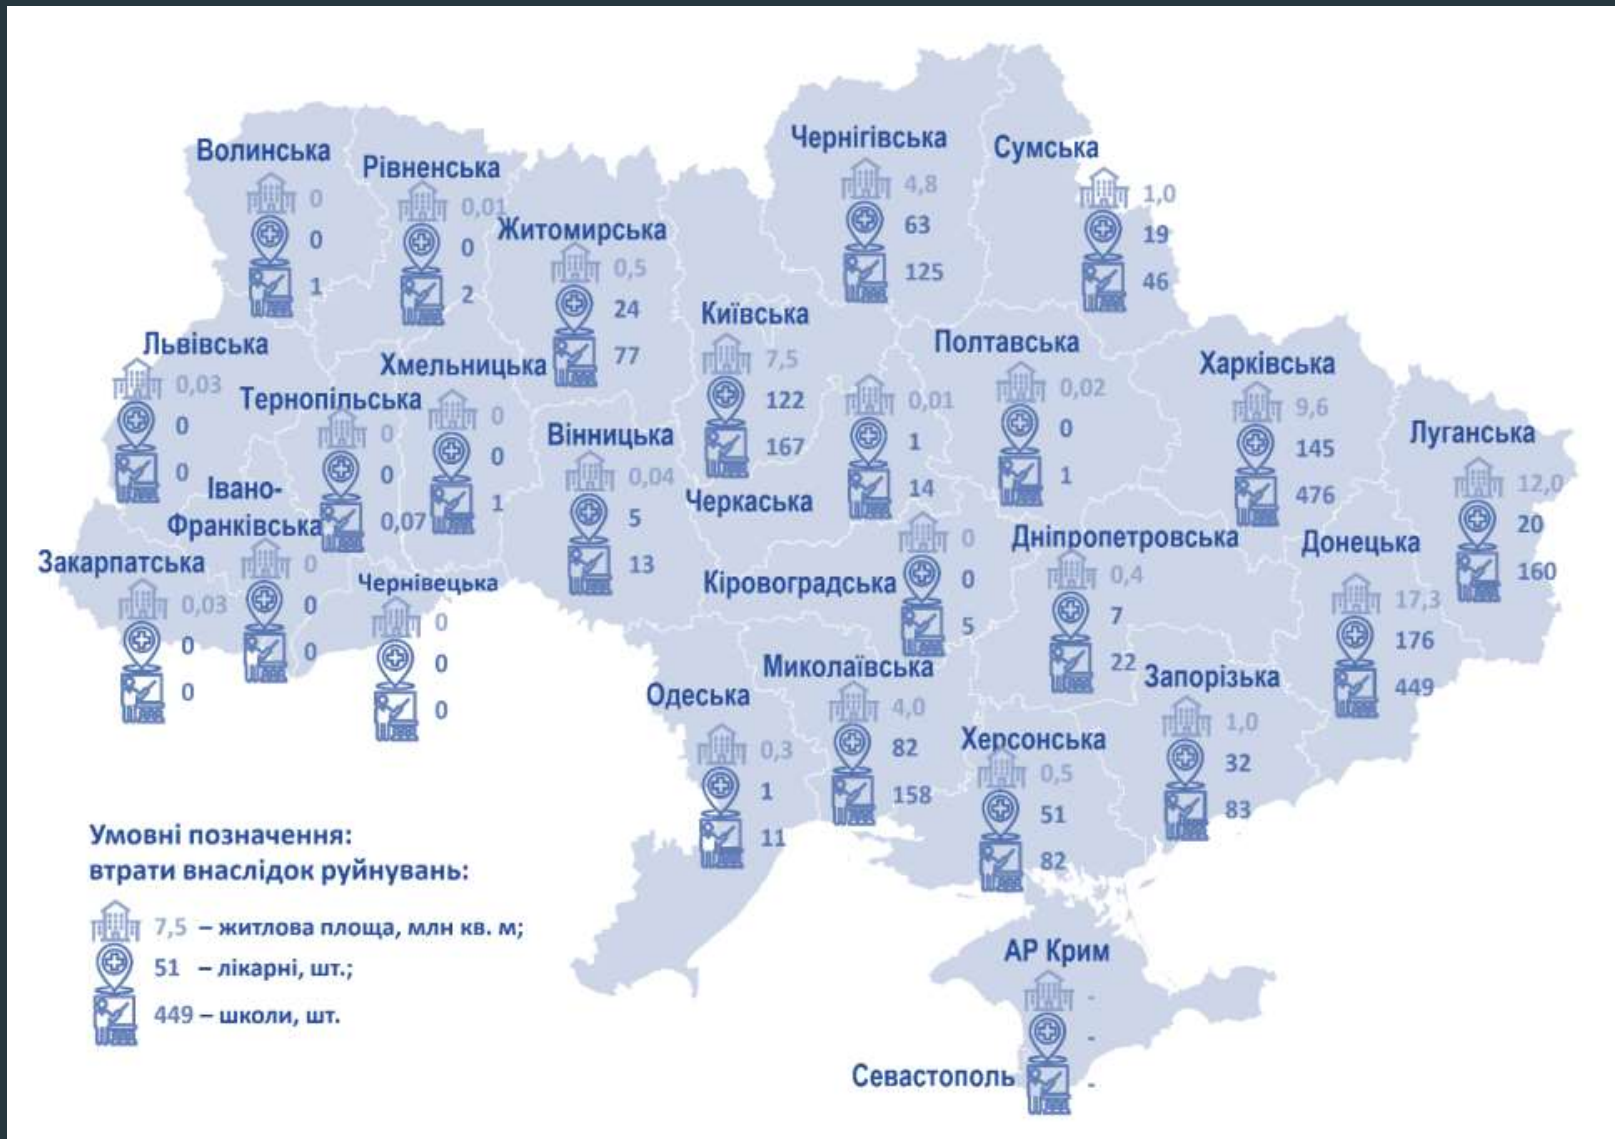 Волинська
0
0
1
Рівненська
0,01
0
2
Житомирська
0,5
24
77
Чернігівська
4,8
63
125
Сумська
1,0
19
46
Львівська
0,03
0
0
Тернопільська
0
0
0,07
Хмельницька
0
0
1
Вінницька
0,04
5
13
Київська
7,5
122
167
Черкаська
0,01
1
14
Полтавська
0,02
0
1
Харківська
9,6
145
476
Луганська
12,0
20
160
Закарпатська
0,03
0
0
Івано-
Франківська
0
0
0
Чернівецька
0
0
0
Кіровоградська
0
0
5
Дніпропетровська
0,4
7
22
Донецька
17,3
176
449
Одеська
0,3
1
11
Миколаївська
4,0
82
158
Херсонська
0,5
51
82
Запорізька
1,0
32
83
АР Крим
-
-
Севастополь
-
Умовні позначення:
втрати внаслідок руйнувань:
7,5 – житлова площа, млн кв. м;
51 – лікарні, шт.;
449 – школи, шт.